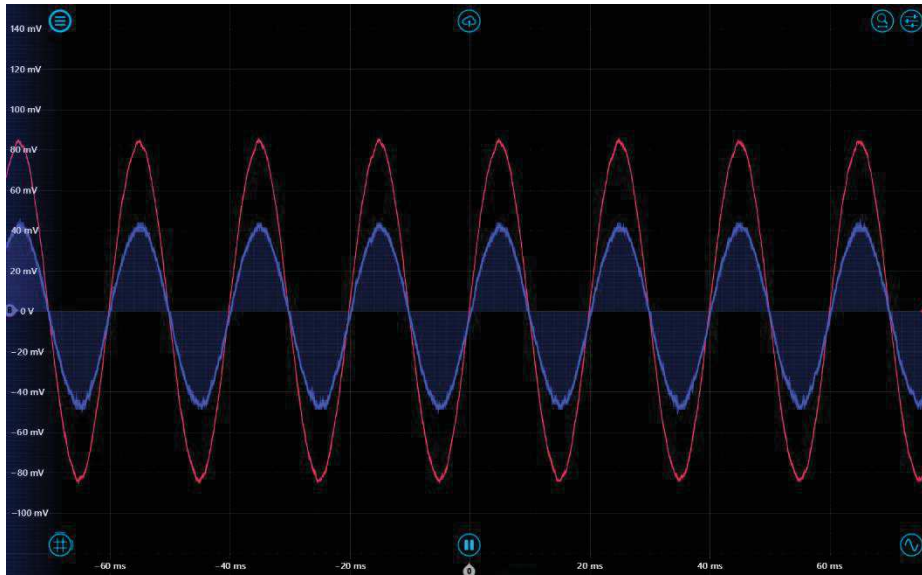 140 mV
120 mV
100 mV
80 mV
60 mV
40 mV
20 mV
0 V
−20 mV
−40 mV
−60 mV
−80 mV
−100 mV
−60 ms
−40 ms
−20 ms
0
20 ms
40 ms
60 ms